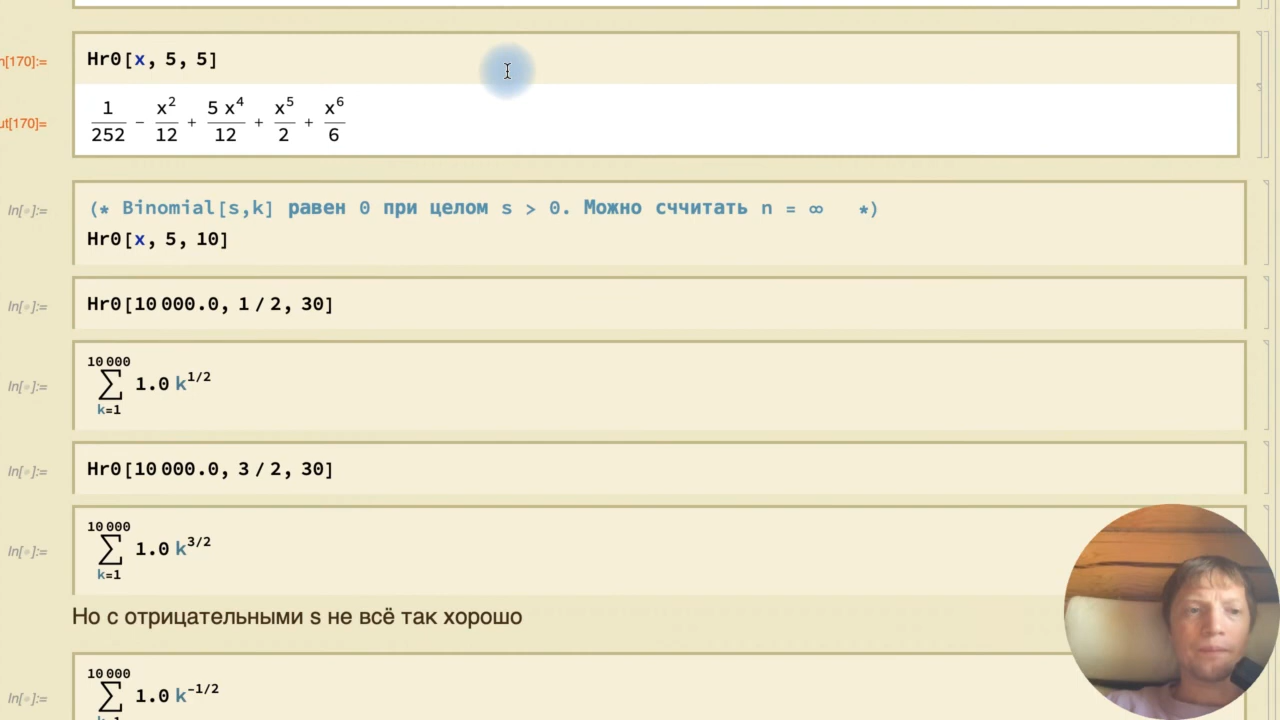 n[170]:=
Hr0[x, 5, 5]
ut[170]=
1/252 - x^2/12 + 5 x^4/12 + x^5/2 + x^6/6
In[◦]:=
(* Binomial[s,k] равен 0 при целом s > 0. Можно сччитать n = ∞ *)
Hr0[x, 5, 10]
In[◦]:=
Hr0[10 000.0, 1 / 2, 30]
10 000
In[◦]:=
∑ 1.0 k^1/2
k=1
In[◦]:=
Hr0[10 000.0, 3 / 2, 30]
10 000
In[◦]:=
∑ 1.0 k^3/2
k=1
Но с отрицательными s не всё так хорошо
10 000
In[◦]:=
∑ 1.0 k^-1/2